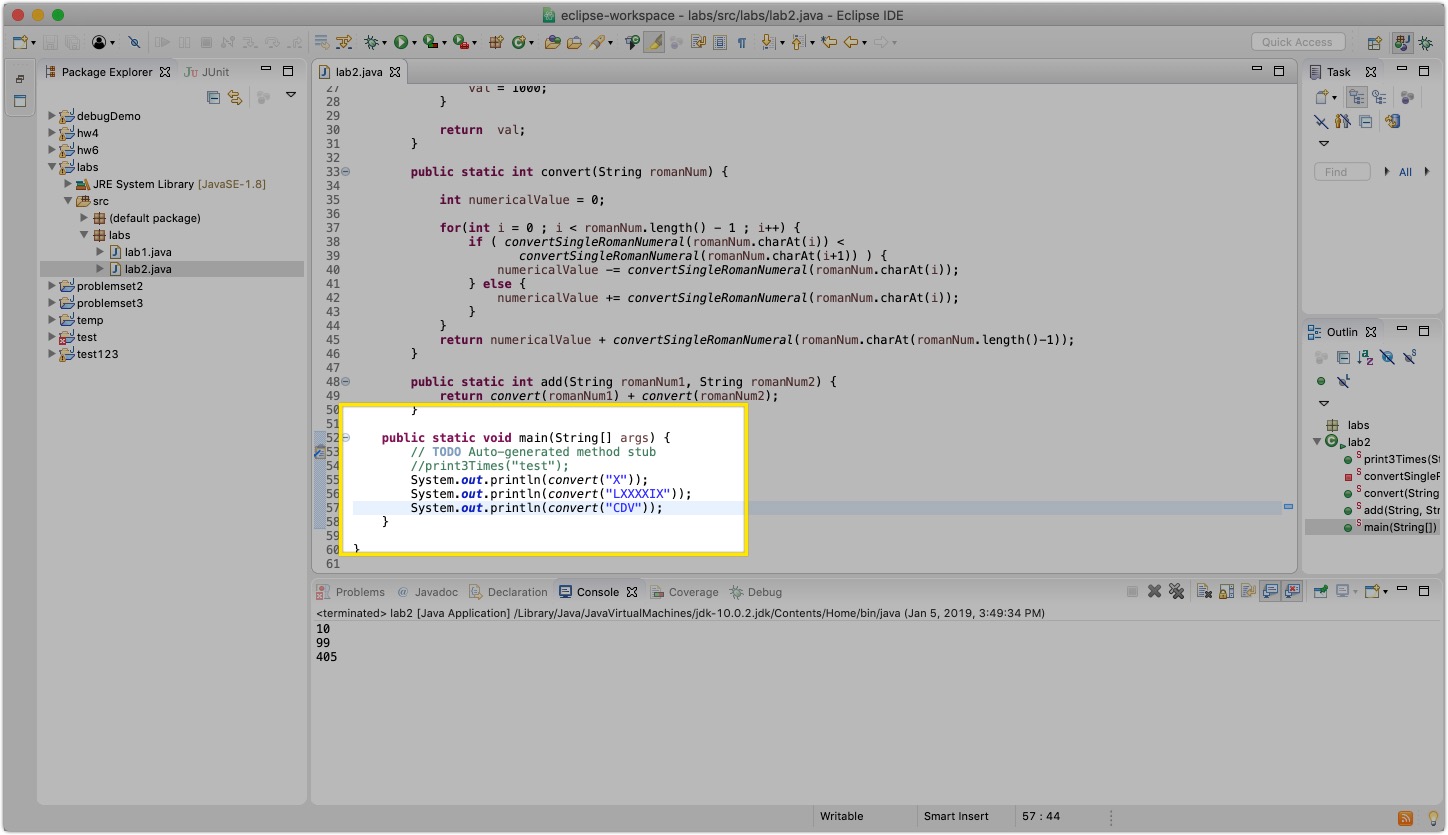 eclipse-workspace - labs/src/labs/lab2.java - Eclipse IDE
Quick Access
Package Explorer
JUnit
debugDemo
hw4
hw6
labs
JRE System Library [JavaSE-1.8]
src
(default package)
labs
lab1.java
lab2.java
problemset2
problemset3
temp
test
test123
lab2.java
27 val = 1000;
28 }
29
30 return  val;
31 }
32
33 public static int convert(String romanNum) {
34
35 int numericalValue = 0;
36
37 for(int i = 0 ; i < romanNum.length() - 1 ; i++) {
38 if ( convertSingleRomanNumeral(romanNum.charAt(i)) <
39 convertSingleRomanNumeral(romanNum.charAt(i+1)) ) {
40 numericalValue -= convertSingleRomanNumeral(romanNum.charAt(i));
41 } else {
42 numericalValue += convertSingleRomanNumeral(romanNum.charAt(i));
43 }
44 }
45 return numericalValue + convertSingleRomanNumeral(romanNum.charAt(romanNum.length()-1));
46 }
47
48 public static int add(String romanNum1, String romanNum2) {
49 return convert(romanNum1) + convert(romanNum2);
50 }
51
52 public static void main(String[] args) {
53 // TODO Auto-generated method stub
54 //print3Times("test");
55 System.out.println(convert("X"));
56 System.out.println(convert("LXXXXIX"));
57 System.out.println(convert("CDV"));
58 }
59
60 }
61
Task
Find
All
Outlin
labs
lab2
print3Times(St
convertSingleF
convert(String
add(String, Str
main(String[])
Problems
@ Javadoc
Declaration
Console
Coverage
Debug
<terminated> lab2 [Java Application] /Library/Java/JavaVirtualMachines/jdk-10.0.2.jdk/Contents/Home/bin/java (Jan 5, 2019, 3:49:34 PM)
10
99
405
Writable
Smart Insert
57 : 44